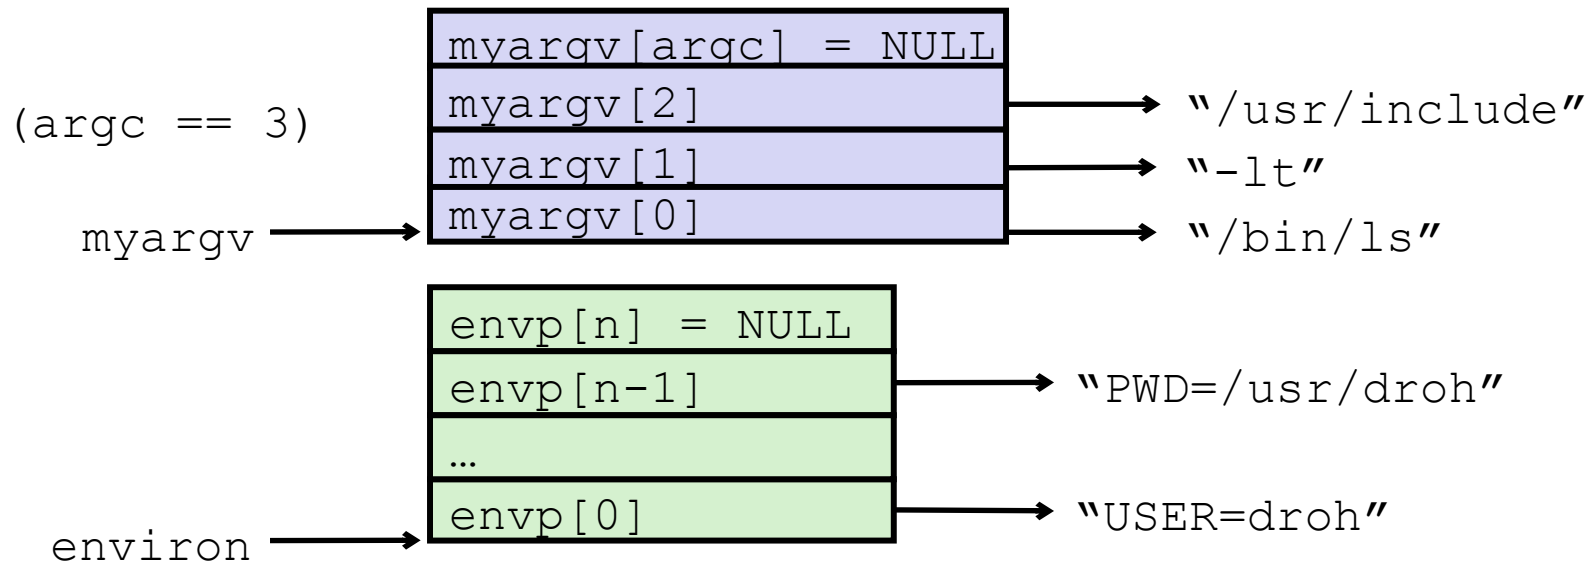 myargv[argc] = NULL
(argc == 3)
myargv[2]
“/usr/include”
myargv[1]
“-lt”
myargv
myargv[0]
“/bin/ls”
envp[n] = NULL
envp[n-1]
“PWD=/usr/droh”
…
environ
envp[0]
“USER=droh”